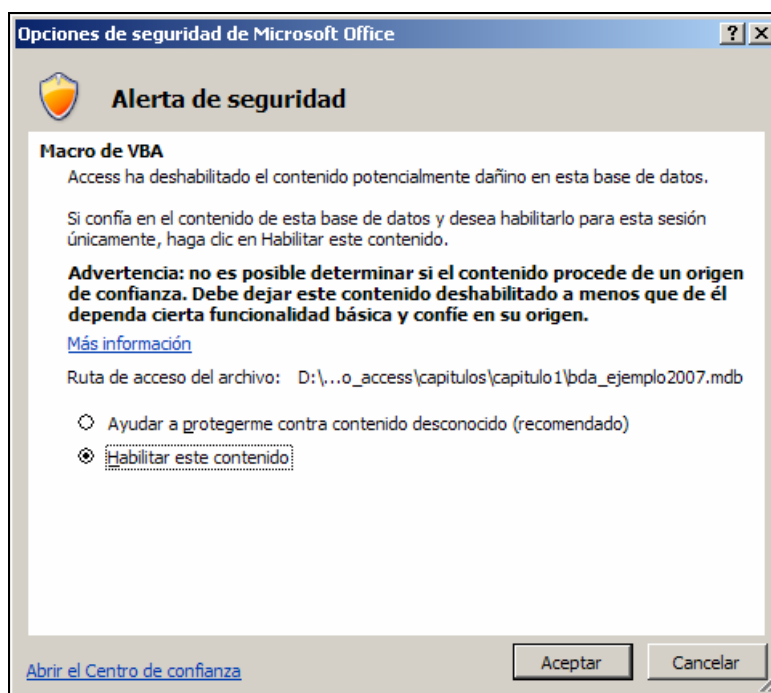 Opciones de seguridad de Microsoft Office
Alerta de seguridad
Macro de VBA
Access ha deshabilitado el contenido potencialmente dañino en esta base de datos.
Si confía en el contenido de esta base de datos y desea habilitarlo para esta sesión
únicamente, haga clic en Habilitar este contenido.
Advertencia: no es posible determinar si el contenido procede de un origen
de confianza. Debe dejar este contenido deshabilitado a menos que de él
dependa cierta funcionalidad básica y confíe en su origen.
Más información
Ruta de acceso del archivo: D:\...o_access\capitulos\capitulo1\bda_ejemplo2007.mdb
Ayudar a protegerme contra contenido desconocido (recomendado)
Habilitar este contenido
Abrir el Centro de confianza
Aceptar
Cancelar